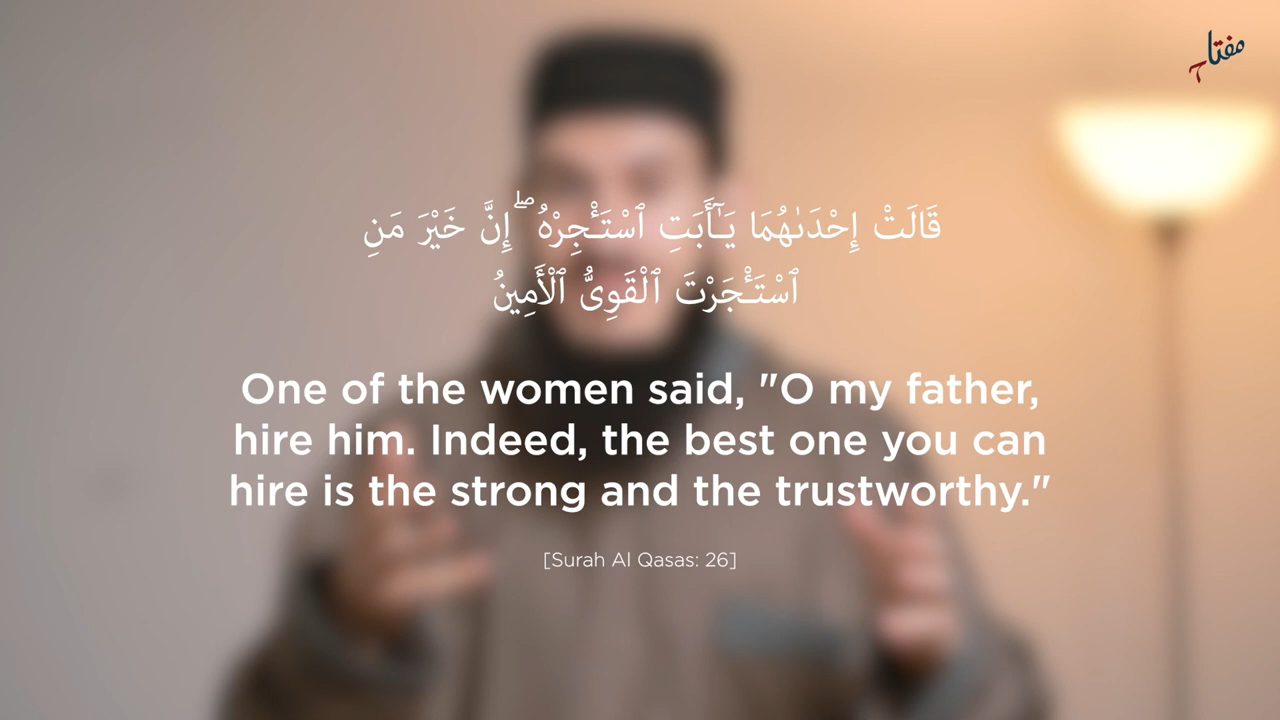 مفتاح
قَالَتْ إِحْدَىٰهُمَا يَـٰٓأَبَتِ ٱسْتَـْٔجِرْهُ ۖ إِنَّ خَيْرَ مَنِ
ٱسْتَـْٔجَرْتَ ٱلْقَوِىُّ ٱلْأَمِينُ
One of the women said, "O my father,
hire him. Indeed, the best one you can
hire is the strong and the trustworthy."
[Surah Al Qasas: 26]